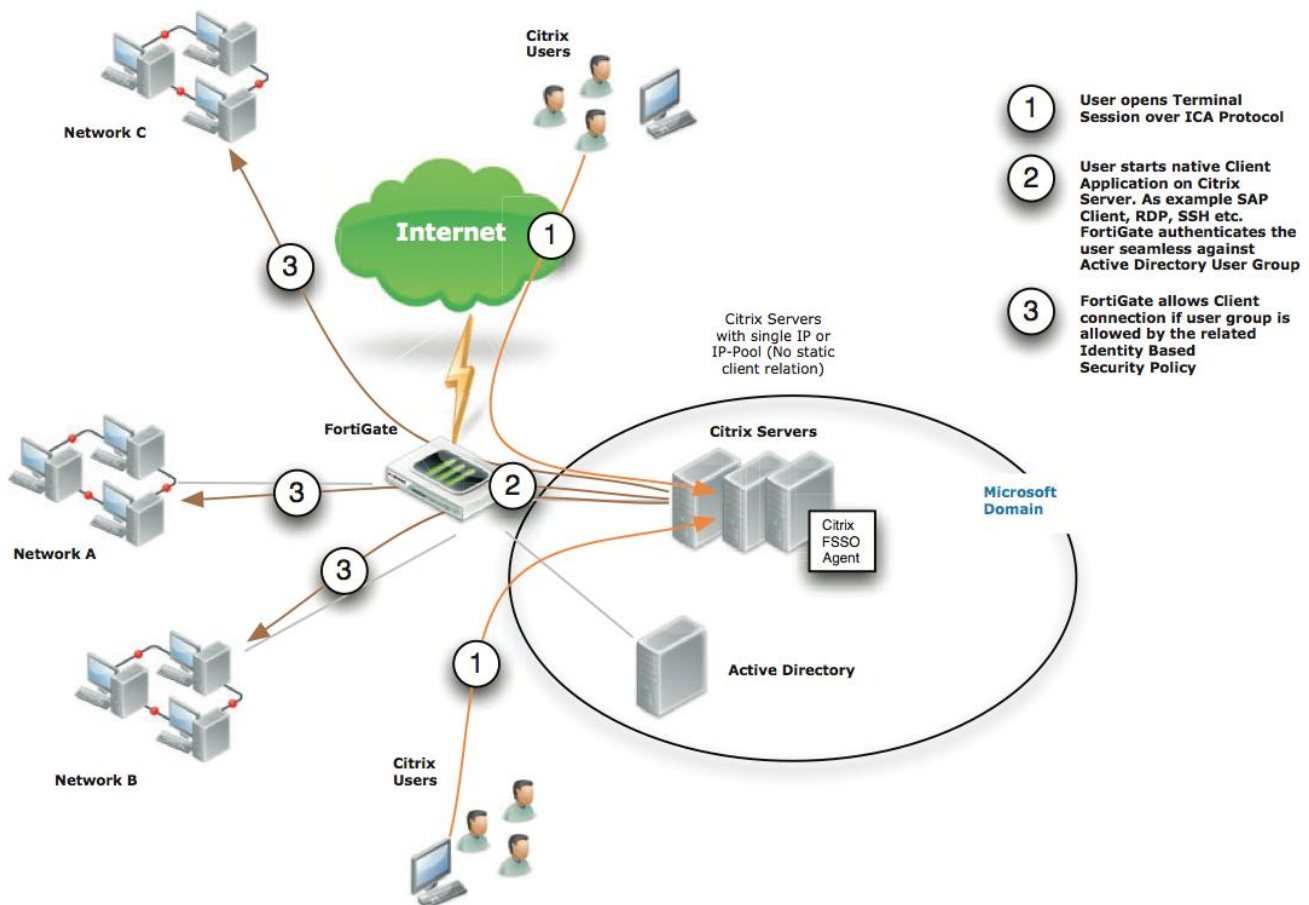 Citrix
Users
Network C
1
User opens Terminal
Session over ICA Protocol
2
User starts native Client
Application on Citrix
Server. As example SAP
Client, RDP, SSH etc.
FortiGate authenticates the
user seamless against
Active Directory User Group
3
FortiGate allows Client
connection if user group is
allowed by the related
Identity Based
Security Policy
Internet
1
3
Citrix Servers
with single IP or
IP-Pool (No static
client relation)
FortiGate
Citrix Servers
2
3
Network A
Microsoft
Domain
Citrix
FSSO
Agent
3
1
Active Directory
Network B
Citrix
Users